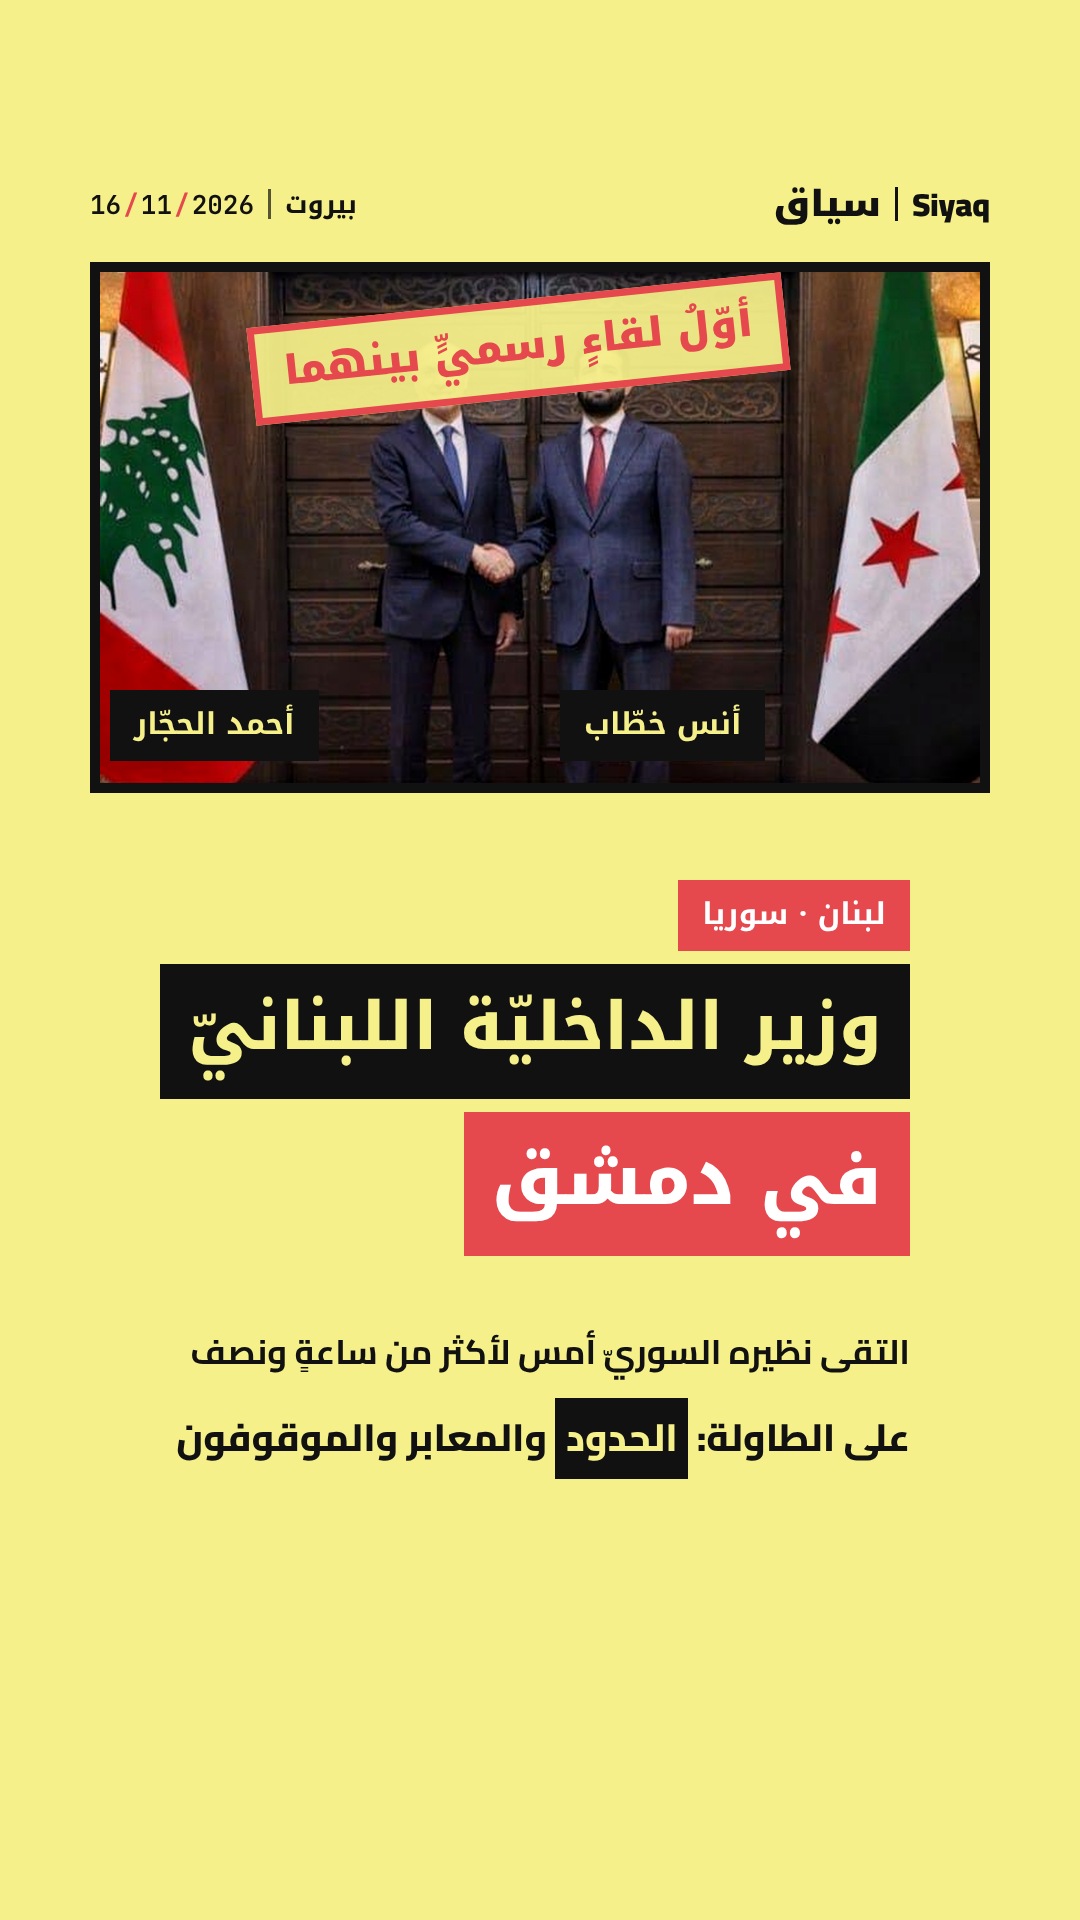 Siyaq | سياق
بيروت | 16/11/2026
أوّلُ لقاءٍ رسميٍّ بينهما
أنس خطّاب
أحمد الحجّار
لبنان · سوريا
وزير الداخليّة اللبنانيّ
في دمشق
التقى نظيره السوريّ أمس لأكثر من ساعةٍ ونصف
على الطاولة: الحدود والمعابر والموقوفون